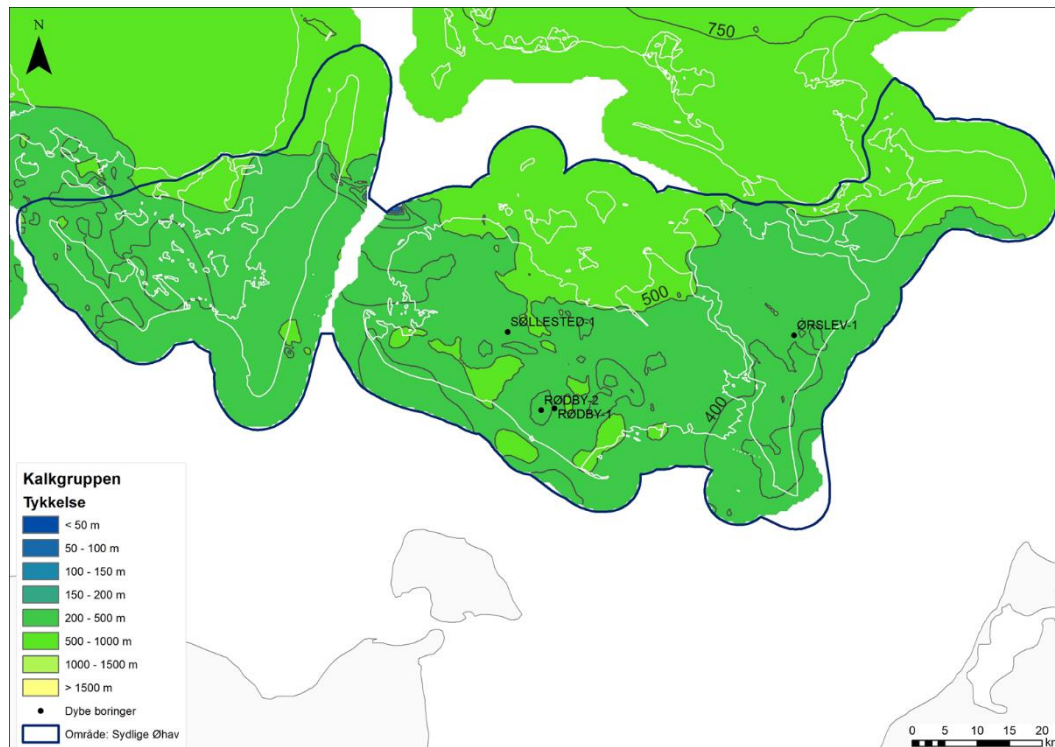 N
750
500
SØLLESTED-1
ØRSLEV-1
RØDBY-2
RØDBY-1
400
Kalkgruppen
Tykkelse
< 50 m
50 - 100 m
100 - 150 m
150 - 200 m
200 - 500 m
500 - 1000 m
1000 - 1500 m
> 1500 m
Dybe boringer
Område: Sydlige Øhav
0 5 10 15 20
km